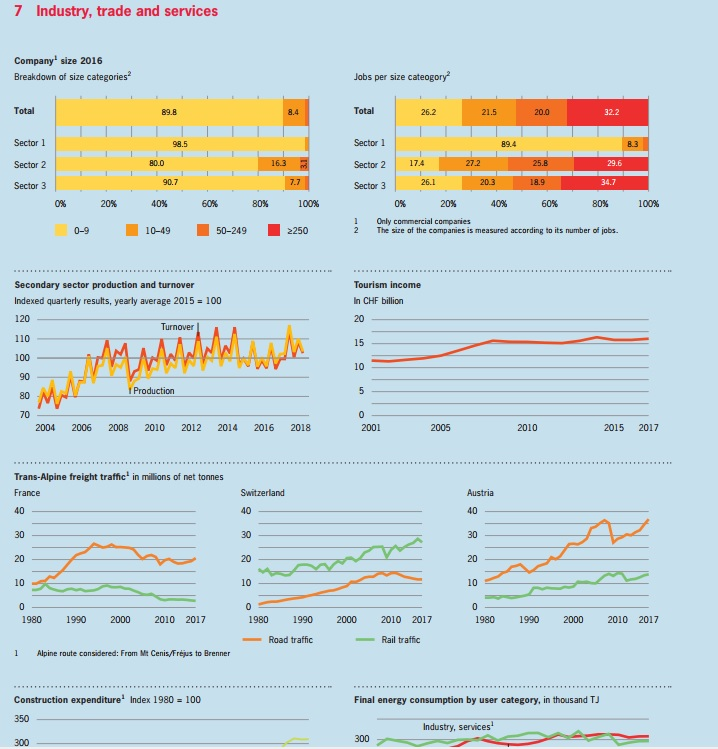 7 Industry, trade and services
Company1 size 2016
Breakdown of size categories2
Total 89.8 8.4
Sector 1 98.5
Sector 2 80.0 16.3 3.1
Sector 3 90.7 7.7
0% 20% 40% 60% 80% 100%
0–9 10–49 50–249 ≥250
Jobs per size cateogory2
Total 26.2 21.5 20.0 32.2
Sector 1 89.4 8.3
Sector 2 17.4 27.2 25.8 29.6
Sector 3 26.1 20.3 18.9 34.7
0% 20% 40% 60% 80% 100%
1 Only commercial companies
2 The size of the companies is measured according to its number of jobs.
Secondary sector production and turnover
Indexed quarterly results, yearly average 2015 = 100
120
110
100
90
80
70
Turnover
Production
2004 2006 2008 2010 2012 2014 2016 2018
Tourism income
In CHF billion
20
15
10
5
0
2001 2005 2010 2015 2017
Trans-Alpine freight traffic1 in millions of net tonnes
France
40
30
20
10
0
1980 1990 2000 2010 2017
Switzerland
40
30
20
10
0
1980 1990 2000 2010 2017
Austria
40
30
20
10
0
1980 1990 2000 2010 2017
Road traffic Rail traffic
1 Alpine route considered: From Mt Cenis/Fréjus to Brenner
Construction expenditure1 Index 1980 = 100
350
300
Final energy consumption by user category, in thousand TJ
Industry, services1
300